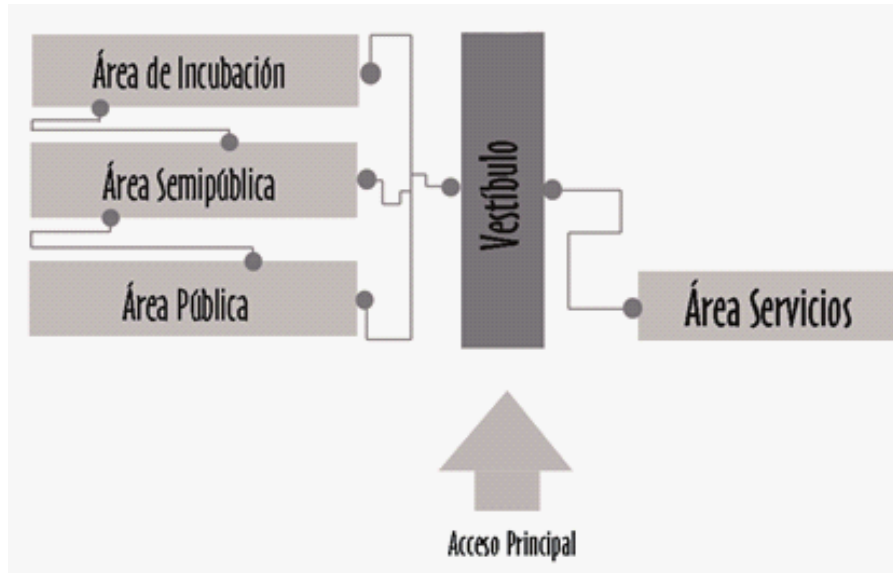 Área de Incubación
Área Semipública
Área Pública
Vestíbulo
Área Servicios
Acceso Principal